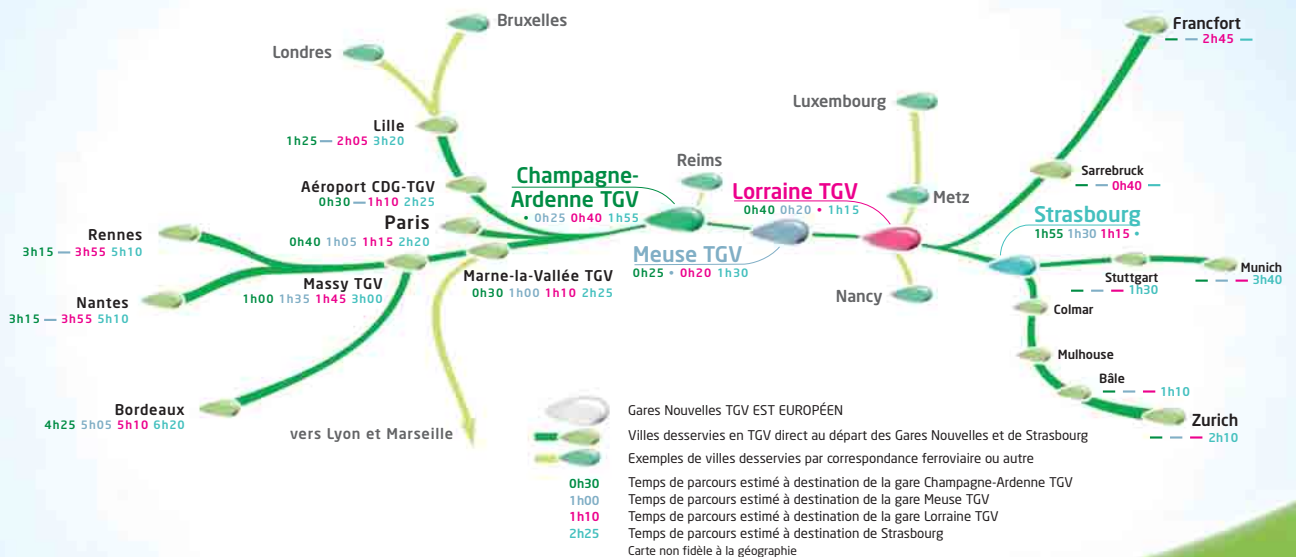 Bruxelles
Londres
Francfort
— — 2h45 —
Luxembourg
Lille
1h25 — 2h05 3h20
Reims
Sarrebruck
— — 0h40 —
Champagne-
Ardenne TGV
• 0h25 0h40 1h55
Lorraine TGV
0h40 0h20 • 1h15
Aéroport CDG-TGV
0h30 — 1h10 2h25
Metz
Paris
0h40 1h05 1h15 2h20
Strasbourg
1h55 1h30 1h15 •
Rennes
3h15 — 3h55 5h10
Meuse TGV
0h25 • 0h20 1h30
Marne-la-Vallée TGV
0h30 1h00 1h10 2h25
Massy TGV
1h00 1h35 1h45 3h00
Stuttgart
— — — 1h30
Munich
— — — 3h40
Nantes
3h15 — 3h55 5h10
Nancy
Colmar
Mulhouse
Bâle
— — — 1h10
Bordeaux
4h25 5h05 5h10 6h20
Zurich
— — — 2h10
vers Lyon et Marseille
Gares Nouvelles TGV EST EUROPÉEN
Villes desservies en TGV direct au départ des Gares Nouvelles et de Strasbourg
Exemples de villes desservies par correspondance ferroviaire ou autre
0h30 Temps de parcours estimé à destination de la gare Champagne-Ardenne TGV
1h00 Temps de parcours estimé à destination de la gare Meuse TGV
1h10 Temps de parcours estimé à destination de la gare Lorraine TGV
2h25 Temps de parcours estimé à destination de Strasbourg
Carte non fidèle à la géographie